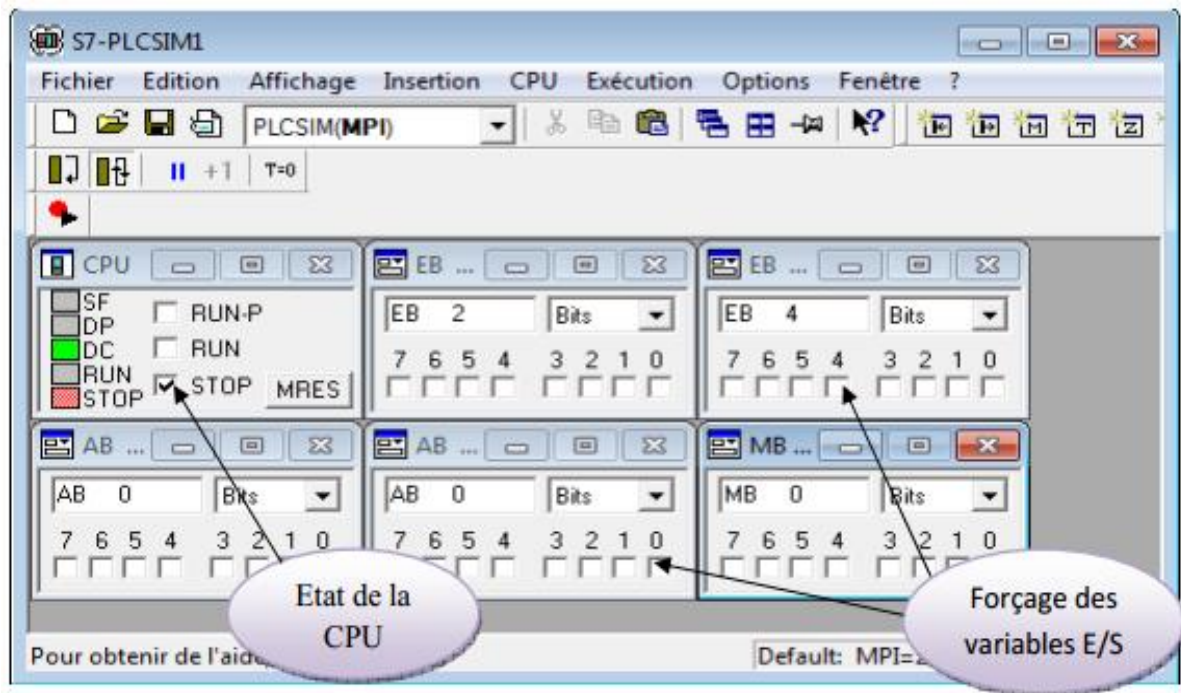 S7-PLCSIM1
Fichier Edition Affichage Insertion CPU Exécution Options Fenêtre ?
PLCSIM(MPI)
+1 T=0
CPU
SF
DP
DC
RUN
STOP
RUN-P
RUN
STOP MRES
EB ...
EB 2 Bits
7 6 5 4 3 2 1 0
EB ...
EB 4 Bits
7 6 5 4 3 2 1 0
AB ...
AB 0 Bits
7 6 5 4 3 2 1 0
AB ...
AB 0 Bits
7 6 5 4 3 2 1 0
MB ...
MB 0 Bits
7 6 5 4 3 2 1 0
Etat de la
CPU
Forçage des
variables E/S
Pour obtenir de l'aide
Default: MPI=2